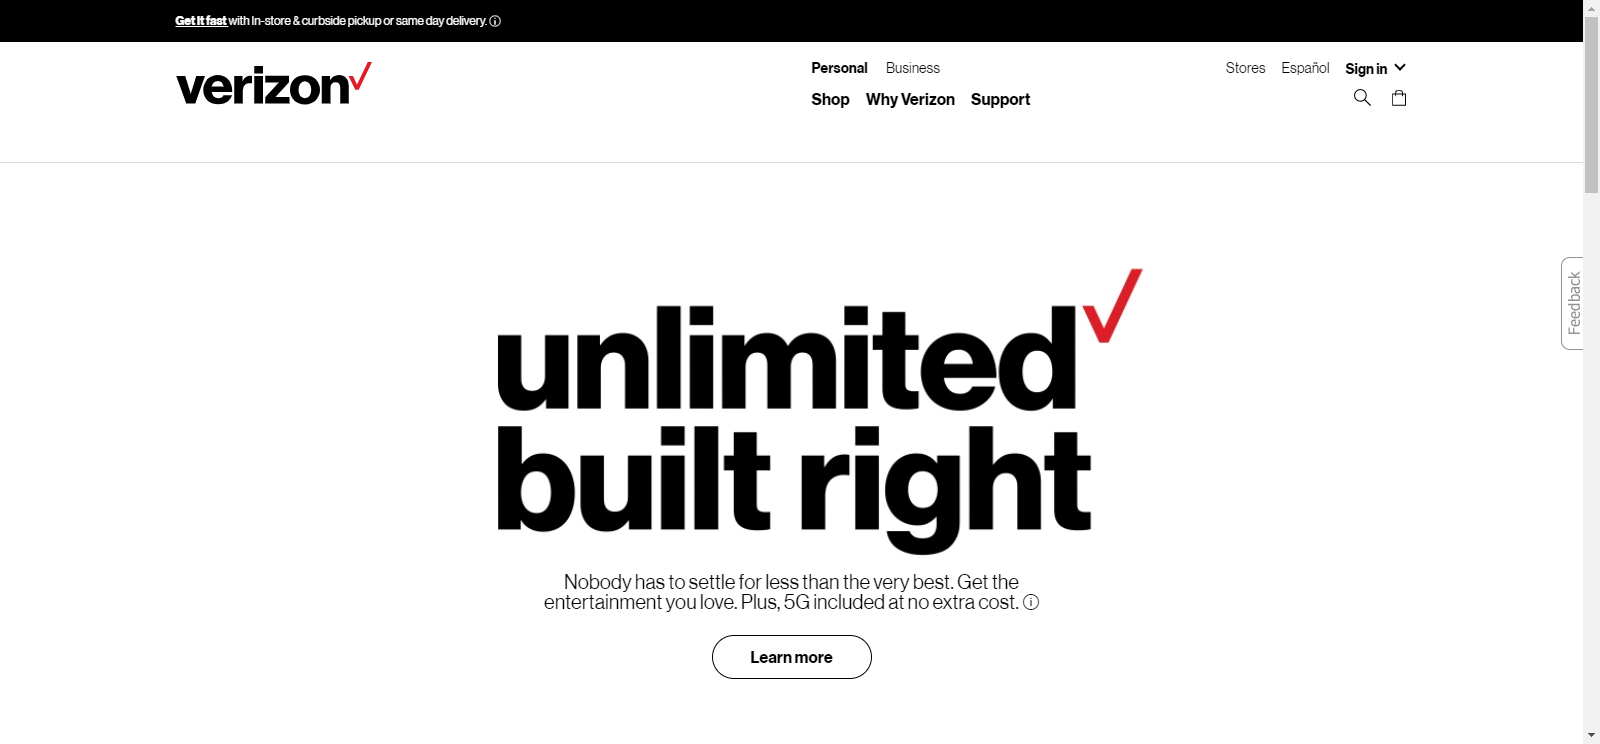 Get it fast with In-store & curbside pickup or same day delivery. ⓘ
verizon
Personal Business
Stores Español Sign in
Shop Why Verizon Support
Feedback
unlimited
built right
Nobody has to settle for less than the very best. Get the
entertainment you love. Plus, 5G included at no extra cost. ⓘ
Learn more